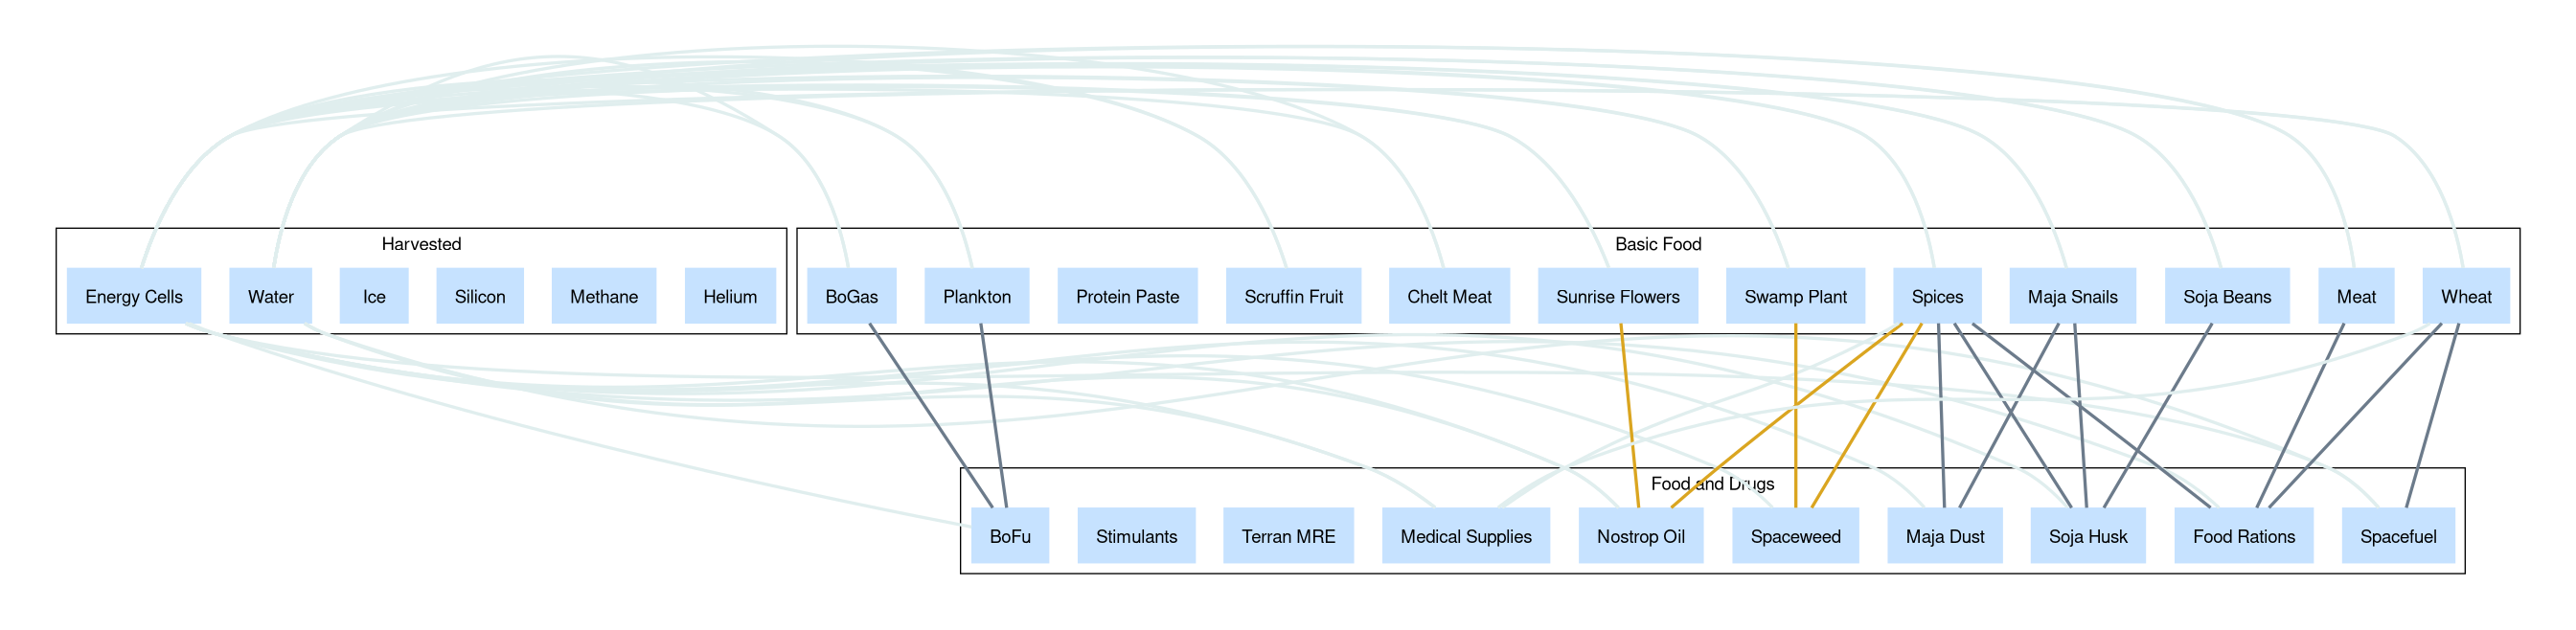 Harvested
Basic Food
Energy Cells
Water
Ice
Silicon
Methane
Helium
BoGas
Plankton
Protein Paste
Scruffin Fruit
Chelt Meat
Sunrise Flowers
Swamp Plant
Spices
Maja Snails
Soja Beans
Meat
Wheat
Food and Drugs
BoFu
Stimulants
Terran MRE
Medical Supplies
Nostrop Oil
Spaceweed
Maja Dust
Soja Husk
Food Rations
Spacefuel